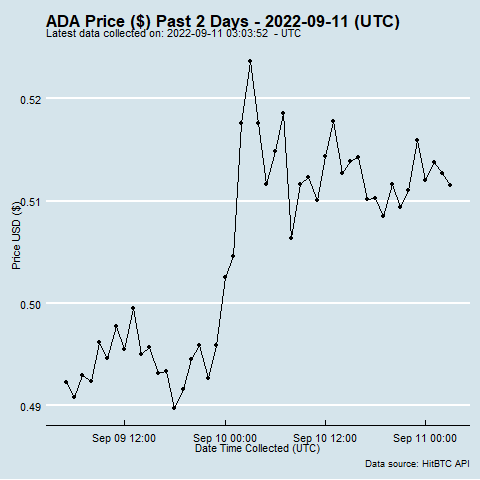 ADA Price ($) Past 2 Days - 2022-09-11 (UTC)
Latest data collected on: 2022-09-11 03:03:52 - UTC
0.52
0.51
0.50
0.49
Price USD ($)
Sep 09 12:00
Sep 10 00:00
Sep 10 12:00
Sep 11 00:00
Date Time Collected (UTC)
Data source: HitBTC API